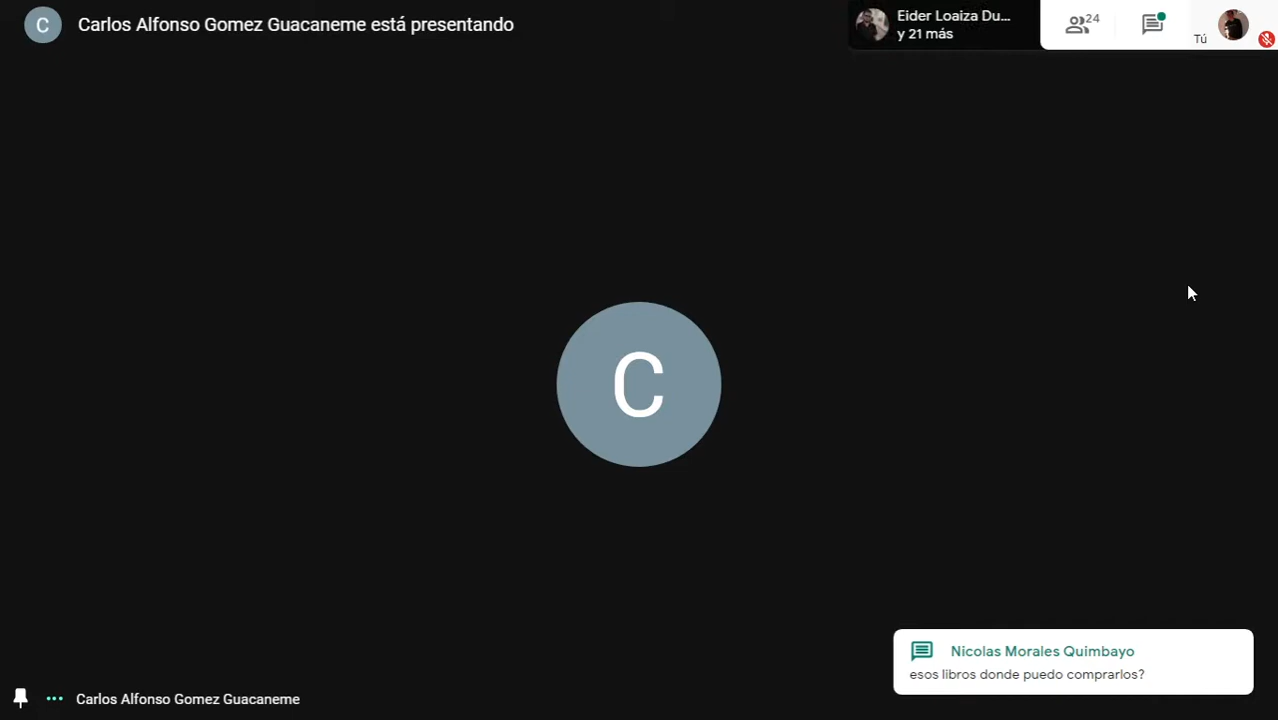 C
Carlos Alfonso Gomez Guacaneme está presentando
Eider Loaiza Du...
y 21 más
24
Tú
C
Nicolas Morales Quimbayo
esos libros donde puedo comprarlos?
Carlos Alfonso Gomez Guacaneme